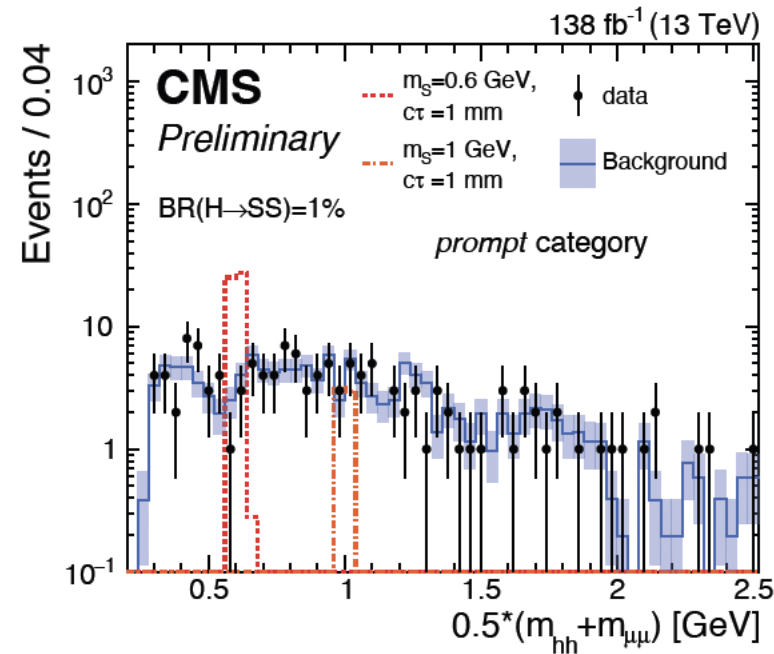 138 fb⁻¹ (13 TeV)
Events / 0.04
CMS
Preliminary
BR(H→SS)=1%
m_S=0.6 GeV,
cτ =1 mm
m_S=1 GeV,
cτ =1 mm
data
Background
prompt category
10³
10²
10
1
10⁻¹
0.5 1 1.5 2 2.5
0.5*(m_hh+m_μμ) [GeV]